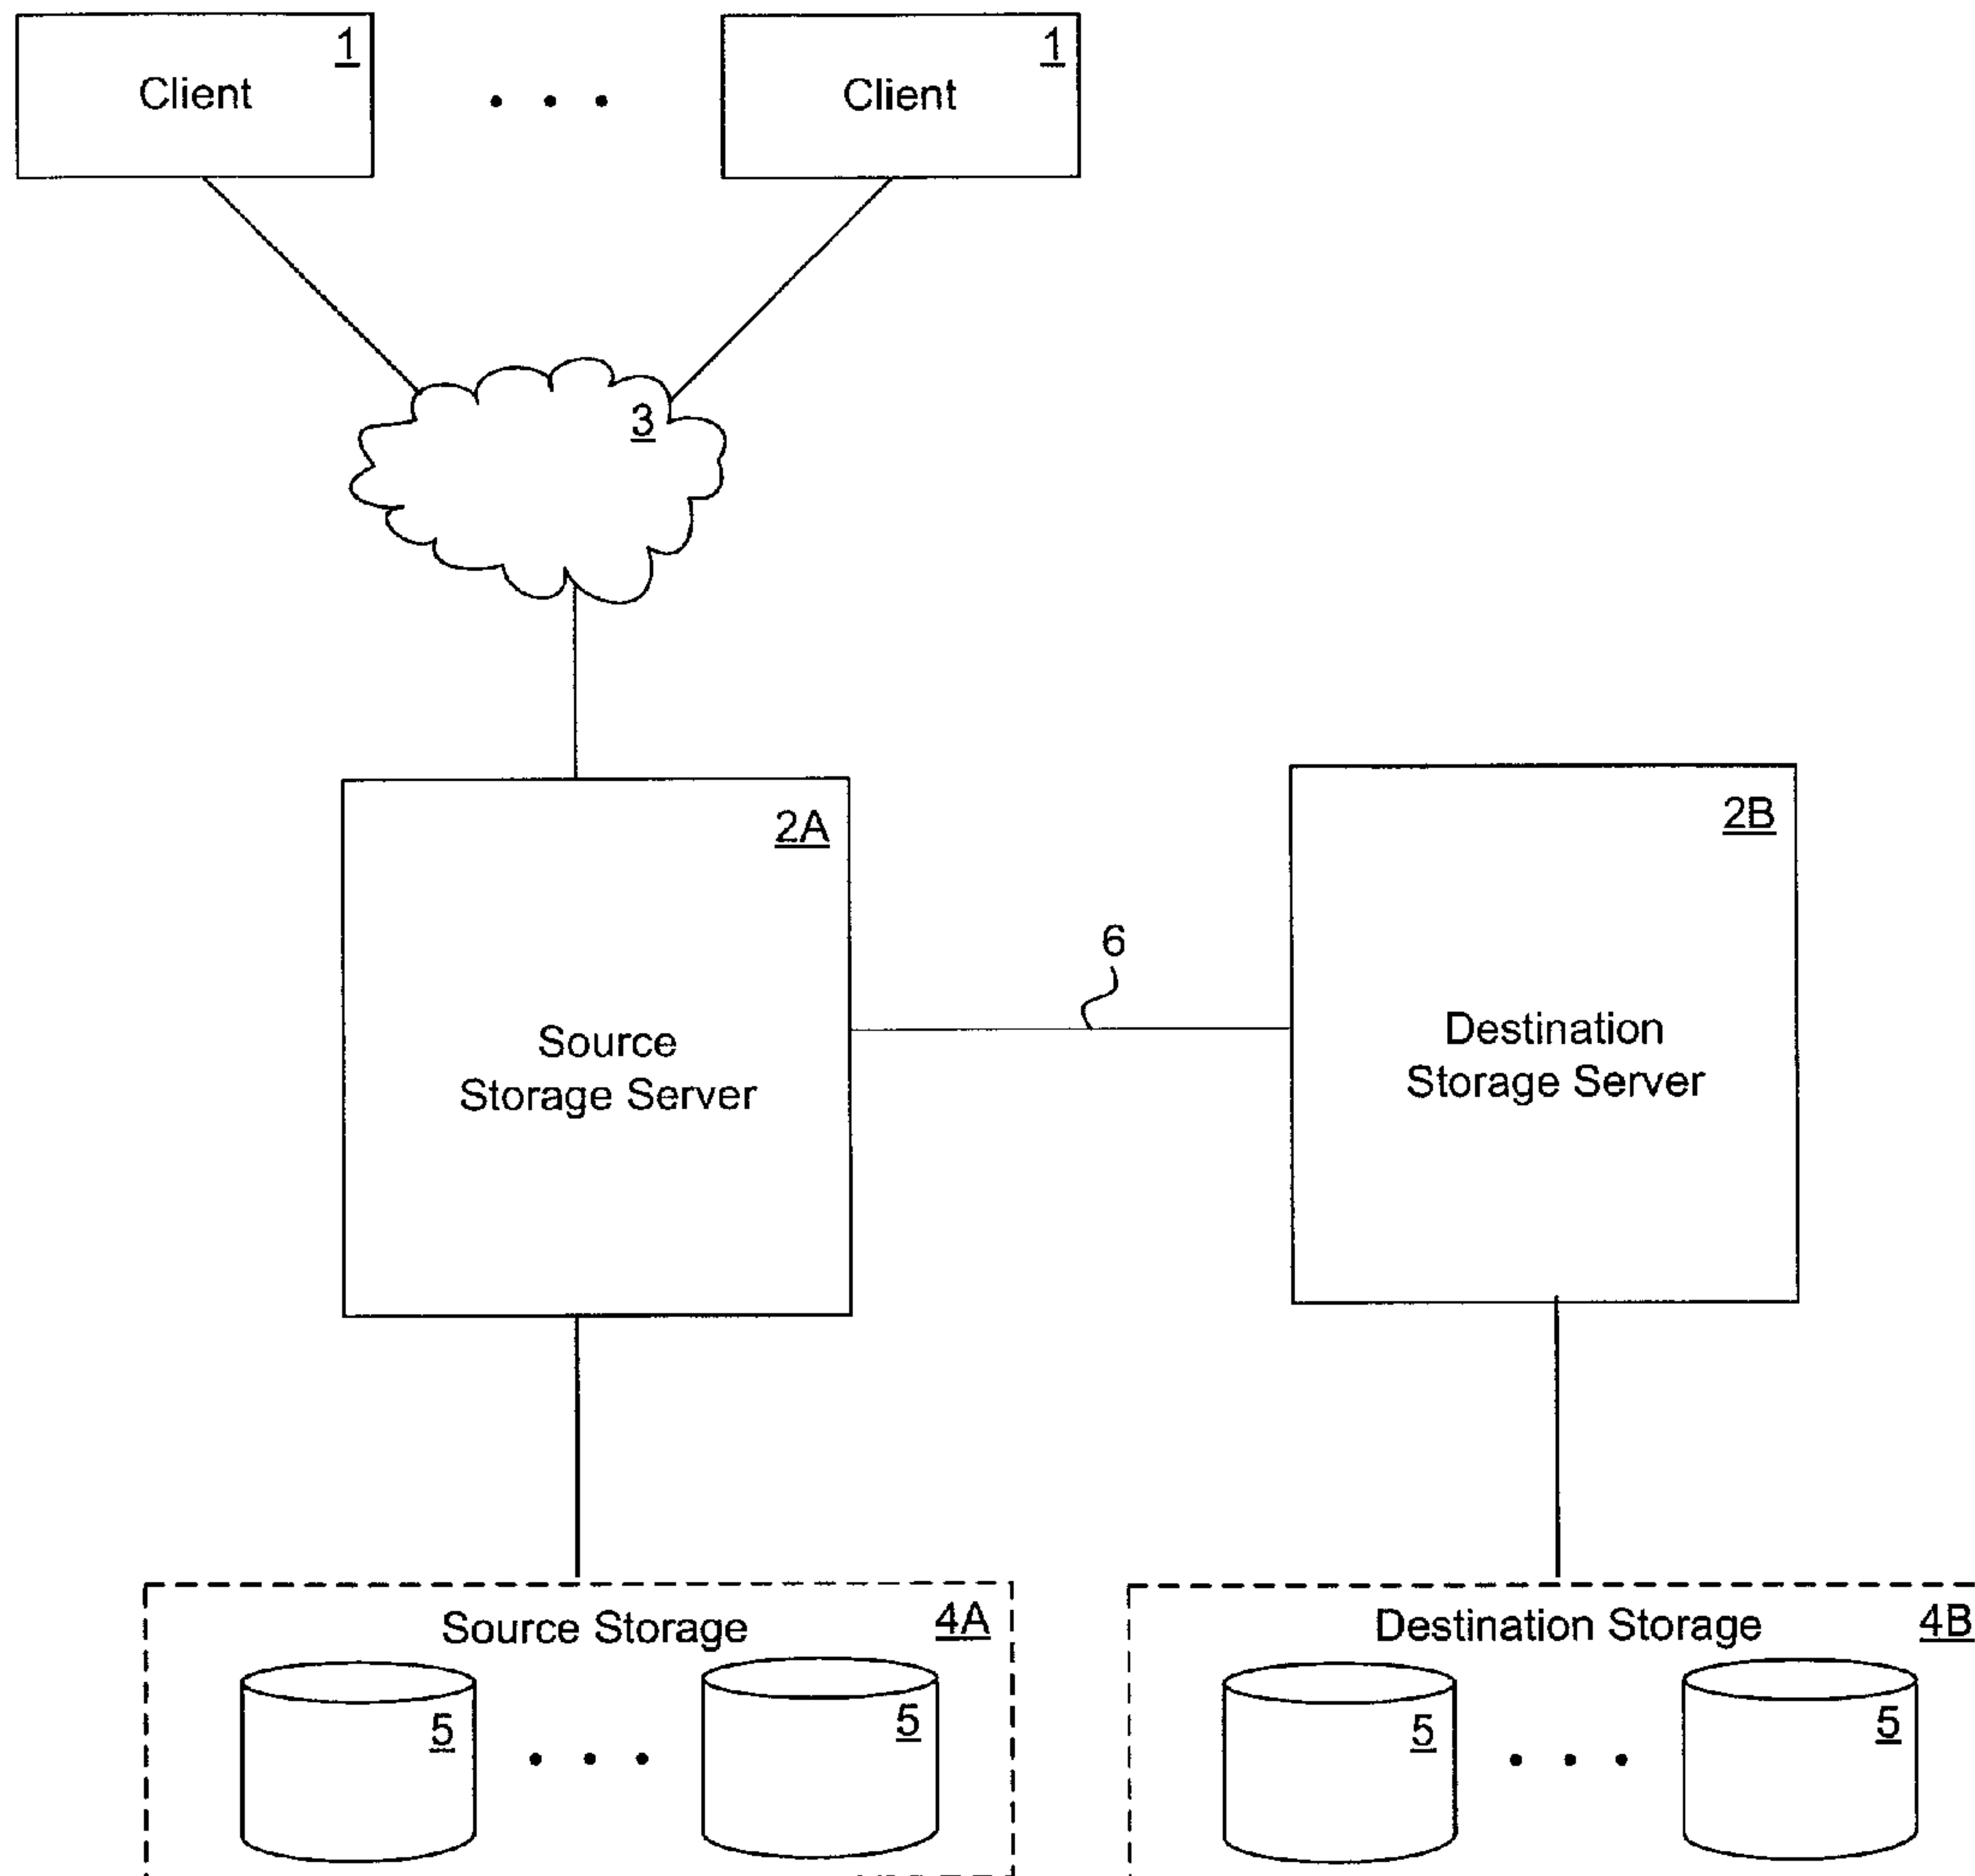 1
Client
1
Client
3
2A
Source
Storage Server
6
2B
Destination
Storage Server
Source Storage
4A
5
5
Destination Storage
4B
5
5